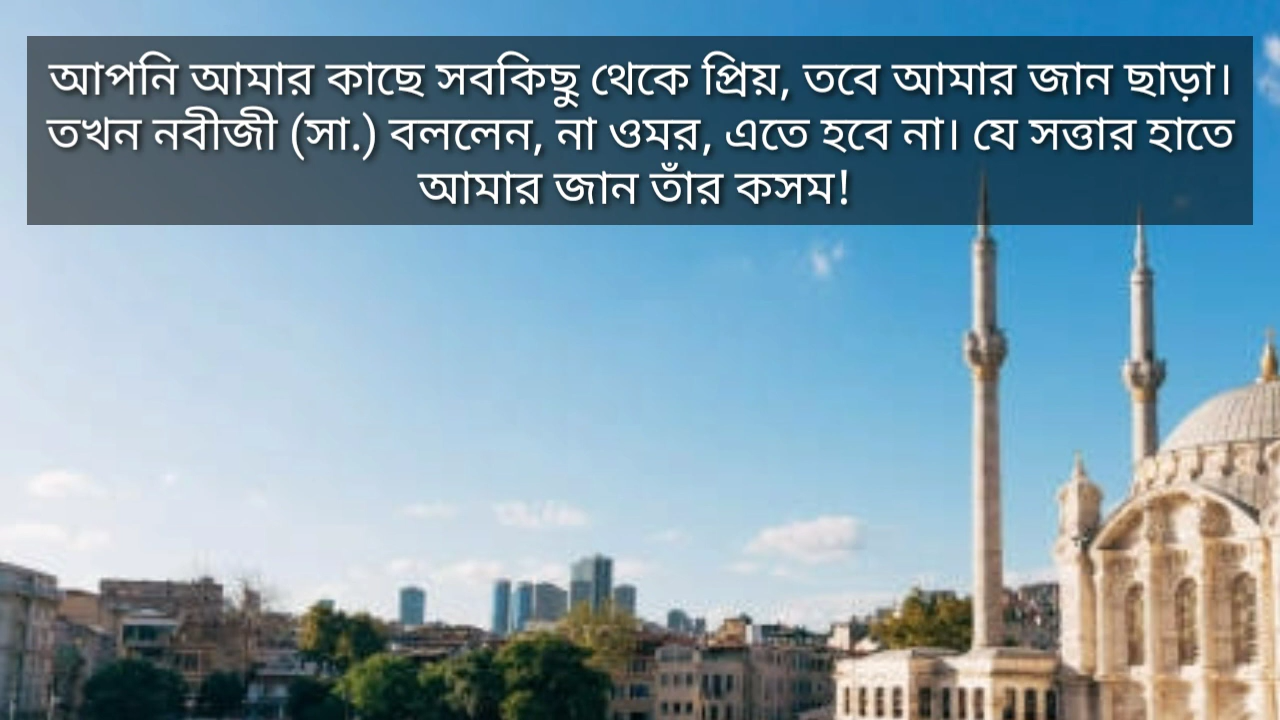 আপনি আমার কাছে সবকিছু থেকে প্রিয়, তবে আমার জান ছাড়া।
তখন নবীজী (সা.) বললেন, না ওমর, এতে হবে না। যে সত্তার হাতে
আমার জান তাঁর কসম!